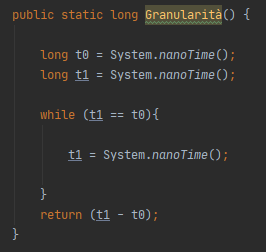 public static long Granularità() {
long t0 = System.nanoTime();
long t1 = System.nanoTime();
while (t1 == t0){
t1 = System.nanoTime();
}
return (t1 - t0);
}